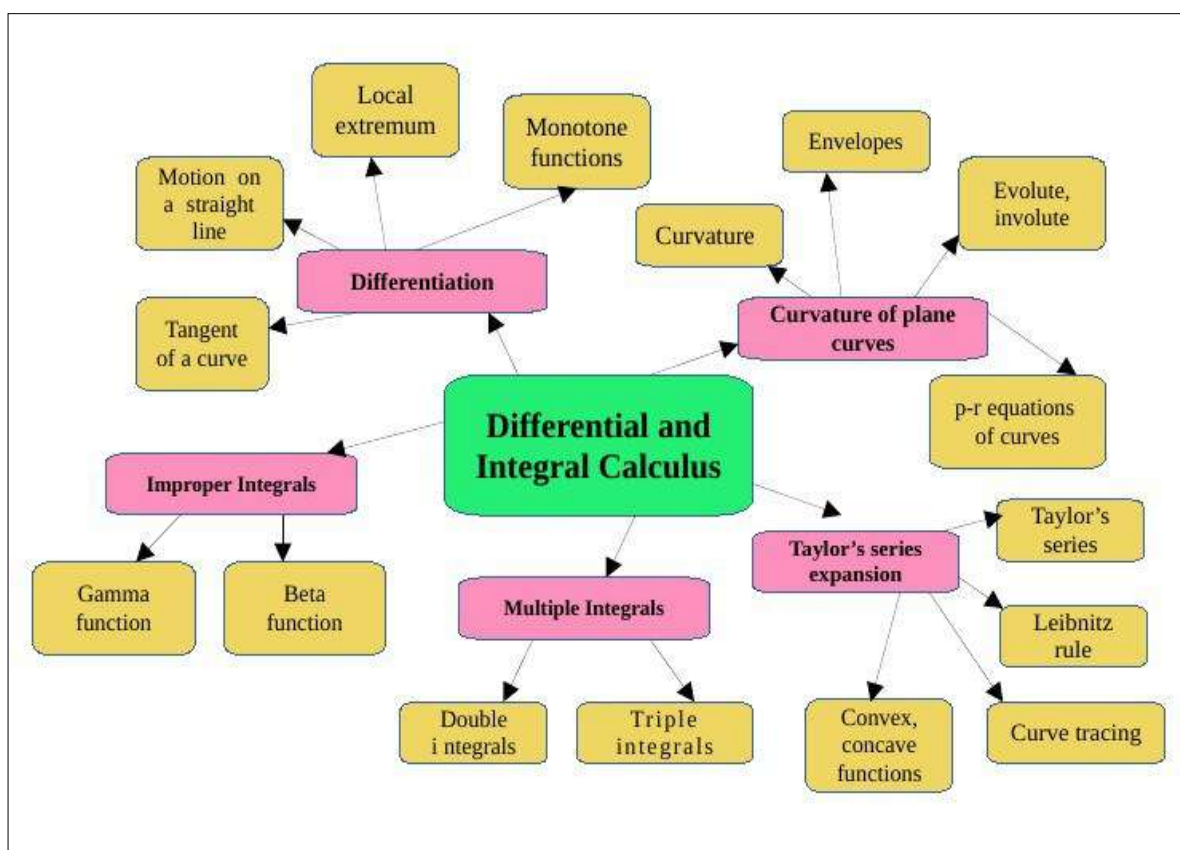 Local
extremum
Monotone
functions
Motion on
a straight
line
Differentiation
Tangent
of a curve
Envelopes
Evolute,
involute
Curvature
Curvature of plane
curves
p-r equations
of curves
Differential and
Integral Calculus
Improper Integrals
Gamma
function
Beta
function
Multiple Integrals
Double
i ntegrals
Triple
integrals
Taylor’s series
expansion
Taylor’s
series
Leibnitz
rule
Convex,
concave
functions
Curve tracing